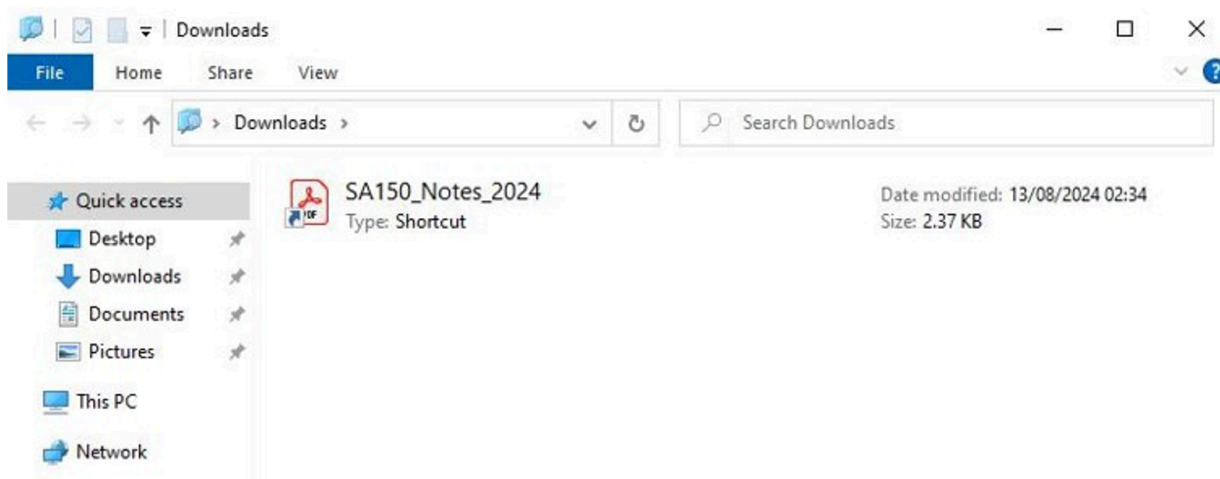 Downloads
File Home Share View
Downloads Search Downloads
Quick access
Desktop
Downloads
Documents
Pictures
This PC
Network
SA150_Notes_2024
Type: Shortcut
Date modified: 13/08/2024 02:34
Size: 2.37 KB
PDF
?